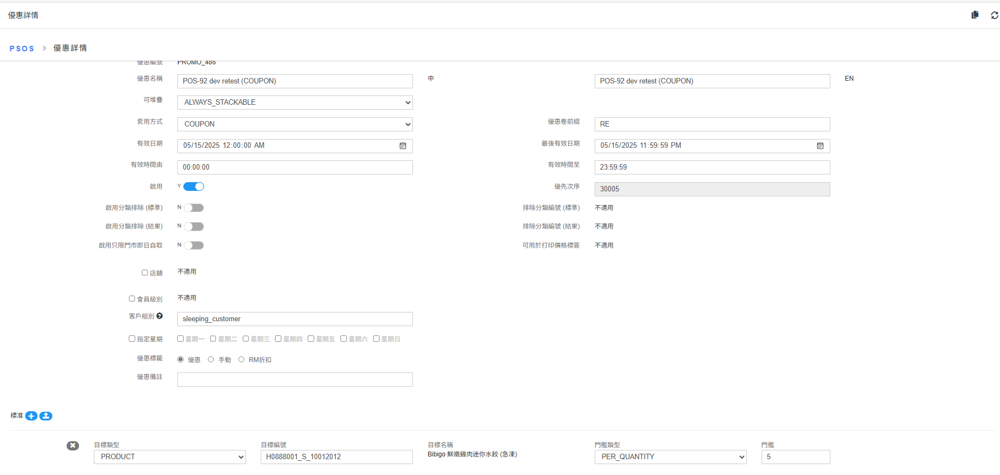 優惠詳情
PSOS > 優惠詳情
優惠編號 PROMO_486
優惠名稱 POS-92 dev retest (COUPON) 中 POS-92 dev retest (COUPON) EN
可堆疊 ALWAYS_STACKABLE
套用方式 COUPON 優惠卷前綴 RE
有效日期 05/15/2025 12:00:00 AM 最後有效日期 05/15/2025 11:59:59 PM
有效時間由 00:00:00 有效時間至 23:59:59
啟用 Y 優先次序 30005
啟用分類排除 (標準) N 排除分類編號 (標準) 不適用
啟用分類排除 (結果) N 排除分類編號 (結果) 不適用
啟用只限門市即日自取 N 可用於打印價格標簽 不適用
店舖 不適用
會員級別 不適用
客戶組別 sleeping_customer
指定星期 星期一 星期二 星期三 星期四 星期五 星期六 星期日
優惠標籤 優惠 手動 RM折扣
優惠備註
標准
目標類型 目標編號 目標名稱 門檻類型 門檻
PRODUCT H0888001_S_10012012 Bibigo 鮮嫩雞肉迷你水餃 (急凍) PER_QUANTITY 5